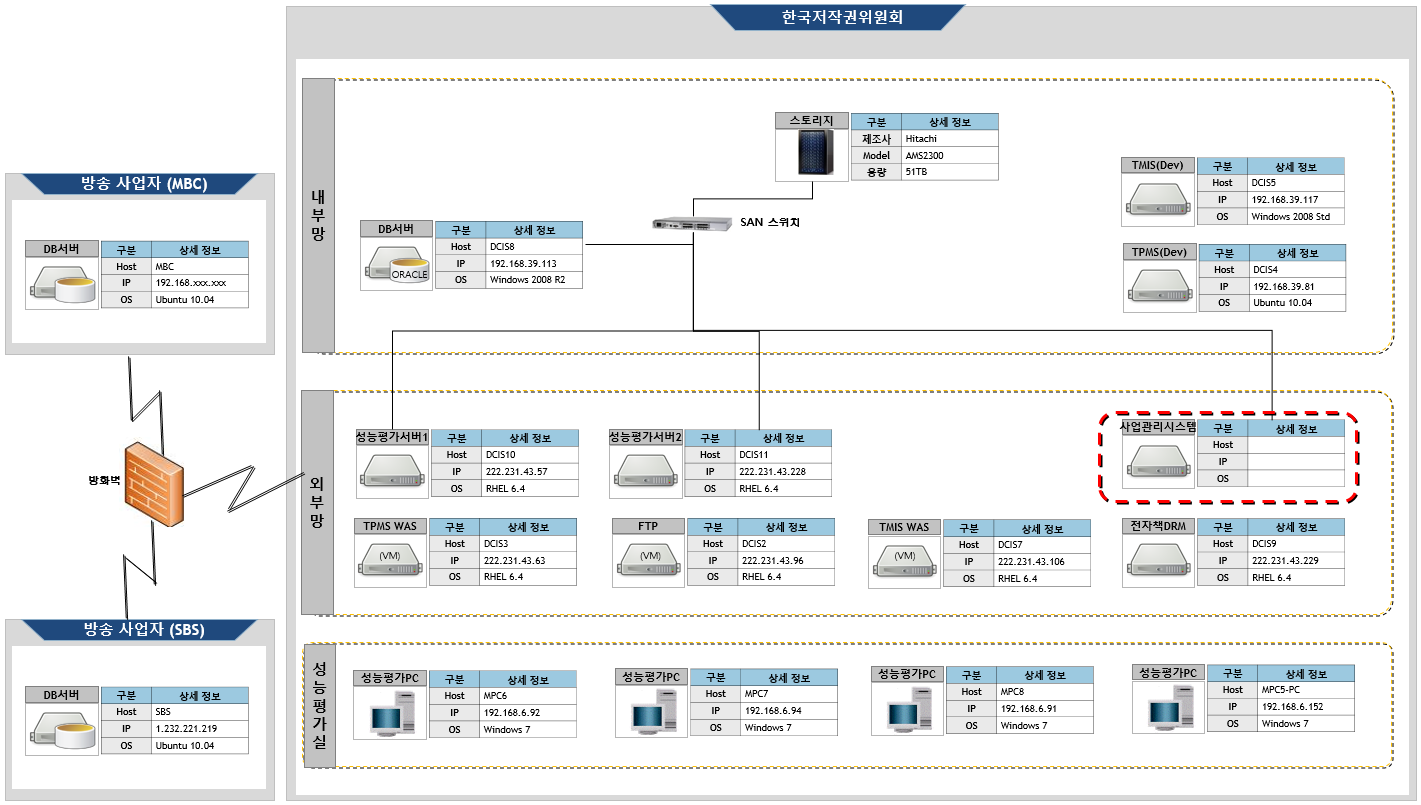 한국저작권위원회
내부망
스토리지
구분 상세 정보
제조사 Hitachi
Model AMS2300
용량 51TB
SAN 스위치
DB서버
ORACLE
구분 상세 정보
Host DCIS8
IP 192.168.39.113
OS Windows 2008 R2
TMIS(Dev)
구분 상세 정보
Host DCIS5
IP 192.168.39.117
OS Windows 2008 Std
TPMS(Dev)
구분 상세 정보
Host DCIS4
IP 192.168.39.81
OS Ubuntu 10.04
방송 사업자 (MBC)
DB서버
구분 상세 정보
Host MBC
IP 192.168.xxx.xxx
OS Ubuntu 10.04
방화벽
방송 사업자 (SBS)
DB서버
구분 상세 정보
Host SBS
IP 1.232.221.219
OS Ubuntu 10.04
외부망
성능평가서버1
구분 상세 정보
Host DCIS10
IP 222.231.43.57
OS RHEL 6.4
성능평가서버2
구분 상세 정보
Host DCIS11
IP 222.231.43.228
OS RHEL 6.4
사업관리시스템
구분 상세 정보
Host
IP
OS
TPMS WAS
(VM)
구분 상세 정보
Host DCIS3
IP 222.231.43.63
OS RHEL 6.4
FTP
(VM)
구분 상세 정보
Host DCIS2
IP 222.231.43.96
OS RHEL 6.4
TMIS WAS
(VM)
구분 상세 정보
Host DCIS7
IP 222.231.43.106
OS RHEL 6.4
전자책DRM
구분 상세 정보
Host DCIS9
IP 222.231.43.229
OS RHEL 6.4
성능평가실
성능평가PC
구분 상세 정보
Host MPC6
IP 192.168.6.92
OS Windows 7
성능평가PC
구분 상세 정보
Host MPC7
IP 192.168.6.94
OS Windows 7
성능평가PC
구분 상세 정보
Host MPC8
IP 192.168.6.91
OS Windows 7
성능평가PC
구분 상세 정보
Host MPC5-PC
IP 192.168.6.152
OS Windows 7